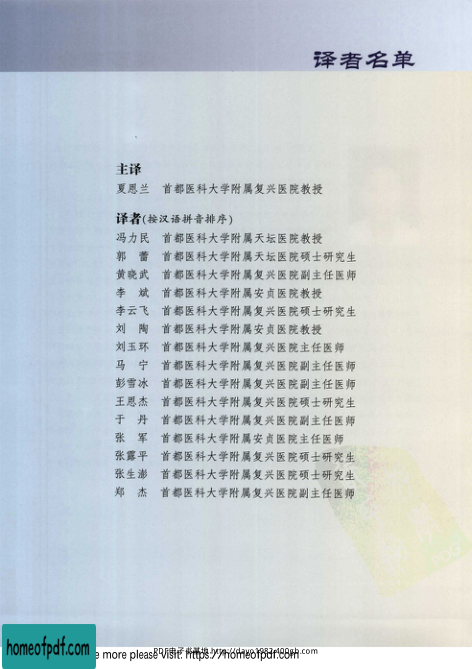 译者名单
主译
夏恩兰 首都医科大学附属复兴医院教授
译者(按汉语拼音排序)
冯力民 首都医科大学附属天坛医院教授
郭 蕾 首都医科大学附属天坛医院硕士研究生
黄晓武 首都医科大学附属复兴医院副主任医师
李 斌 首都医科大学附属安贞医院教授
李云飞 首都医科大学附属复兴医院硕士研究生
刘 陶 首都医科大学附属安贞医院教授
刘玉环 首都医科大学附属复兴医院主任医师
马 宁 首都医科大学附属复兴医院副主任医师
彭雪冰 首都医科大学附属复兴医院副主任医师
王恩杰 首都医科大学附属复兴医院硕士研究生
于 丹 首都医科大学附属复兴医院副主任医师
张 军 首都医科大学附属安贞医院主任医师
张露平 首都医科大学附属复兴医院硕士研究生
张生澎 首都医科大学附属复兴医院硕士研究生
郑 杰 首都医科大学附属复兴医院副主任医师
homeofpdf.com
e more please visit: https://homeofpdf.com